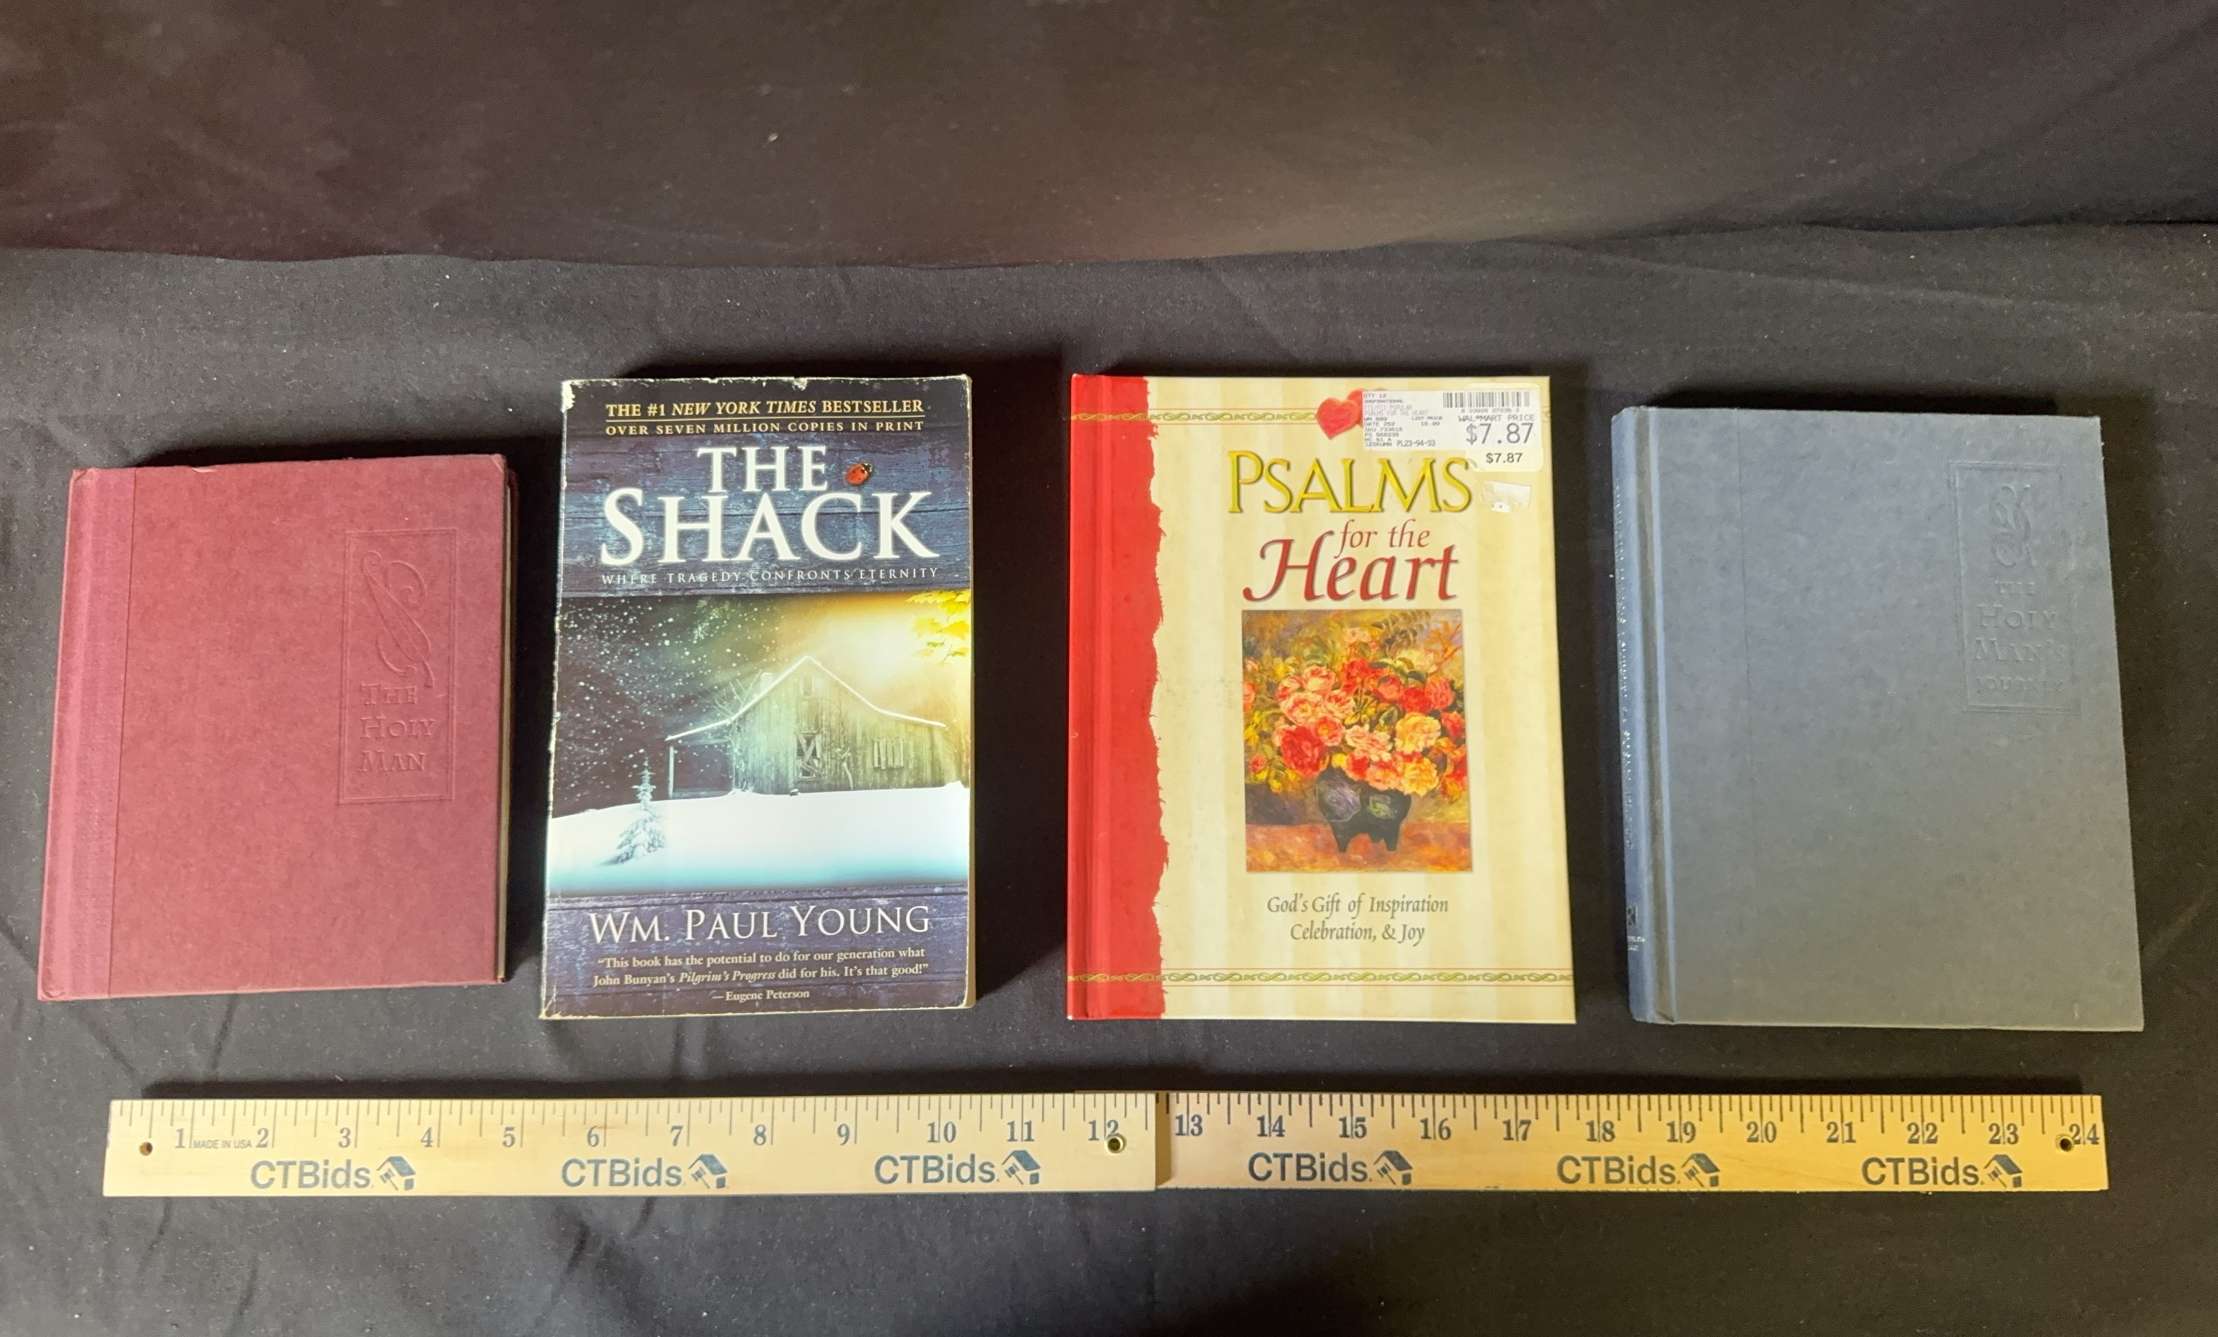 THE
HOLY
MAN
THE #1 NEW YORK TIMES BESTSELLER
OVER SEVEN MILLION COPIES IN PRINT
THE
SHACK
WHERE TRAGEDY CONFRONTS ETERNITY
WM. PAUL YOUNG
"This book has the potential to do for our generation what
John Bunyan's Pilgrim's Progress did for his. It's that good!"
—Eugene Peterson
WAL*MART PRICE
$7.87
$7.87
PSALMS
for the
Heart
God's Gift of Inspiration
Celebration, & Joy
THE
HOLY
MAN'S
JOURNEY
1 2 3 4 5 6 7 8 9 10 11 12 13 14 15 16 17 18 19 20 21 22 23 24
MADE IN USA
CTBids CTBids CTBids CTBids CTBids CTBids